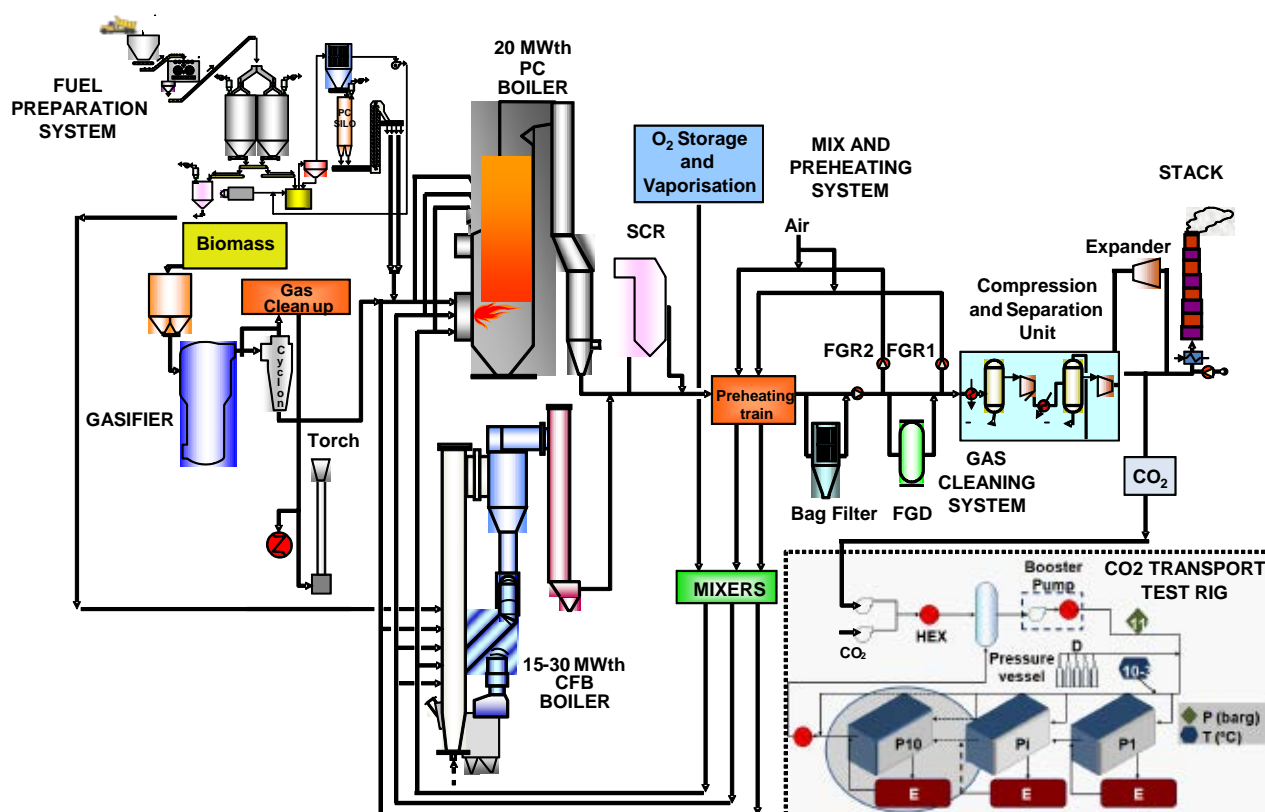 20 MWth
PC
BOILER
FUEL
PREPARATION
SYSTEM
PC
SILO
O2 Storage
and
Vaporisation
MIX AND
PREHEATING
SYSTEM
STACK
Biomass
SCR
Air
Expander
Gas
Clean up
Compression
and Separation
Unit
Cyclon
FGR2
FGR1
Preheating
train
GASIFIER
Torch
GAS
CLEANING
SYSTEM
CO2
Bag Filter
FGD
MIXERS
CO2 TRANSPORT
TEST RIG
Booster
Pump
HEX
CO2
D
Pressure
vessel
15-30 MWth
CFB
BOILER
P (barg)
T (°C)
P10
Pi
P1
E
E
E